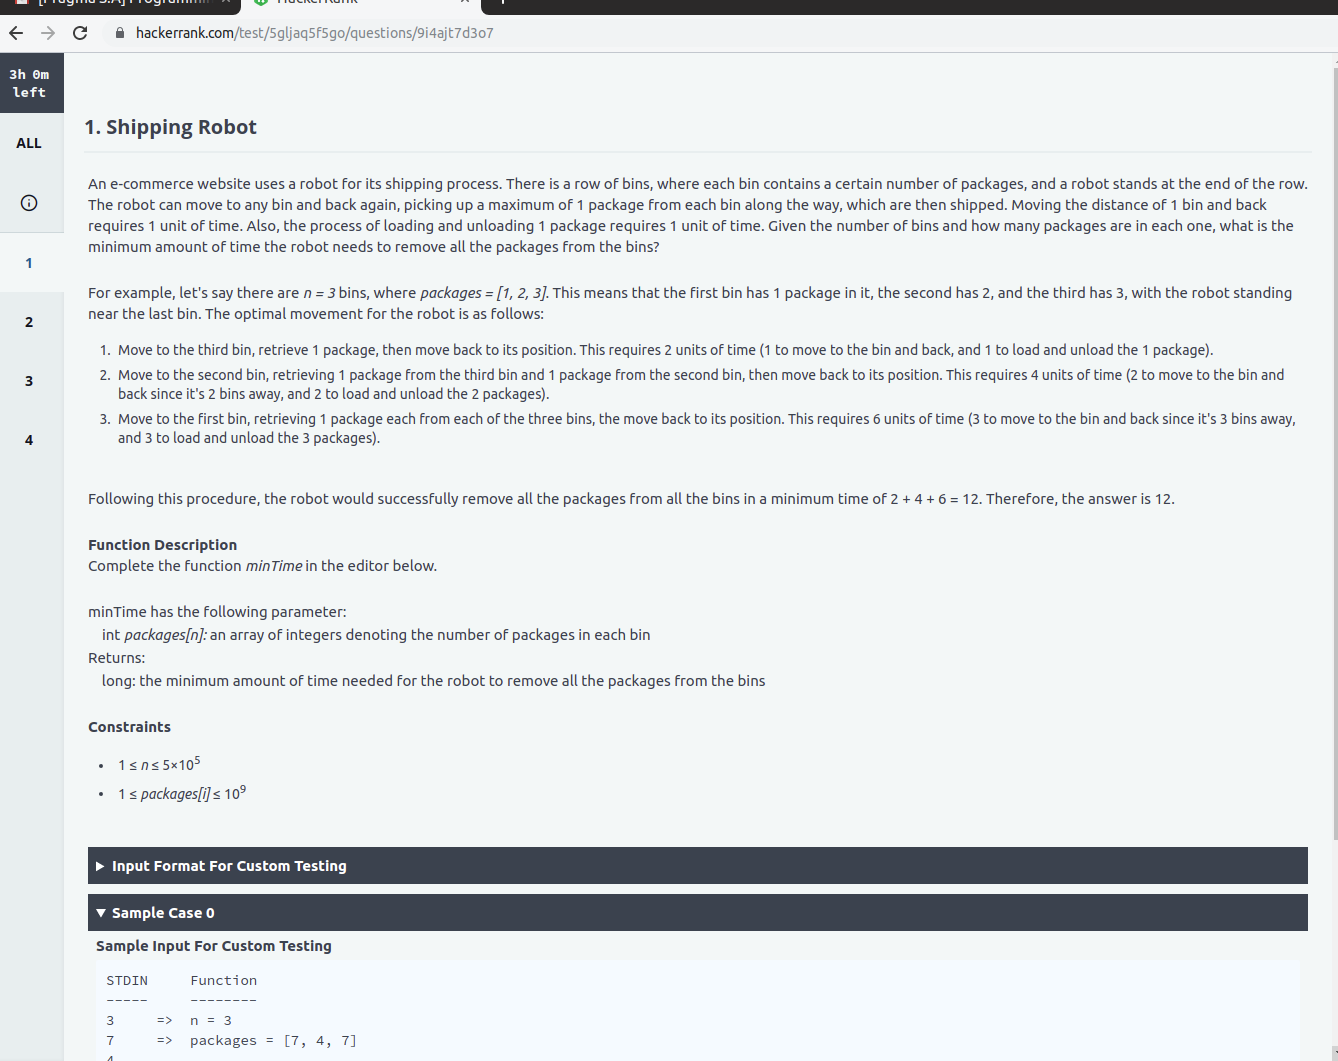 hackerrank.com/test/5gljaq5f5go/questions/9i4ajt7d3o7
3h 0m
left
ALL
1
2
3
4
1. Shipping Robot
An e-commerce website uses a robot for its shipping process. There is a row of bins, where each bin contains a certain number of packages, and a robot stands at the end of the row.
The robot can move to any bin and back again, picking up a maximum of 1 package from each bin along the way, which are then shipped. Moving the distance of 1 bin and back
requires 1 unit of time. Also, the process of loading and unloading 1 package requires 1 unit of time. Given the number of bins and how many packages are in each one, what is the
minimum amount of time the robot needs to remove all the packages from the bins?
For example, let's say there are n = 3 bins, where packages = [1, 2, 3]. This means that the first bin has 1 package in it, the second has 2, and the third has 3, with the robot standing
near the last bin. The optimal movement for the robot is as follows:
1. Move to the third bin, retrieve 1 package, then move back to its position. This requires 2 units of time (1 to move to the bin and back, and 1 to load and unload the 1 package).
2. Move to the second bin, retrieving 1 package from the third bin and 1 package from the second bin, then move back to its position. This requires 4 units of time (2 to move to the bin and
back since it's 2 bins away, and 2 to load and unload the 2 packages).
3. Move to the first bin, retrieving 1 package each from each of the three bins, the move back to its position. This requires 6 units of time (3 to move to the bin and back since it's 3 bins away,
and 3 to load and unload the 3 packages).
Following this procedure, the robot would successfully remove all the packages from all the bins in a minimum time of 2 + 4 + 6 = 12. Therefore, the answer is 12.
Function Description
Complete the function minTime in the editor below.
minTime has the following parameter:
int packages[n]: an array of integers denoting the number of packages in each bin
Returns:
long: the minimum amount of time needed for the robot to remove all the packages from the bins
Constraints
• 1 ≤ n ≤ 5×10⁵
• 1 ≤ packages[i] ≤ 10⁹
▶ Input Format For Custom Testing
▼ Sample Case 0
Sample Input For Custom Testing
STDIN Function
----- --------
3 => n = 3
7 => packages = [7, 4, 7]